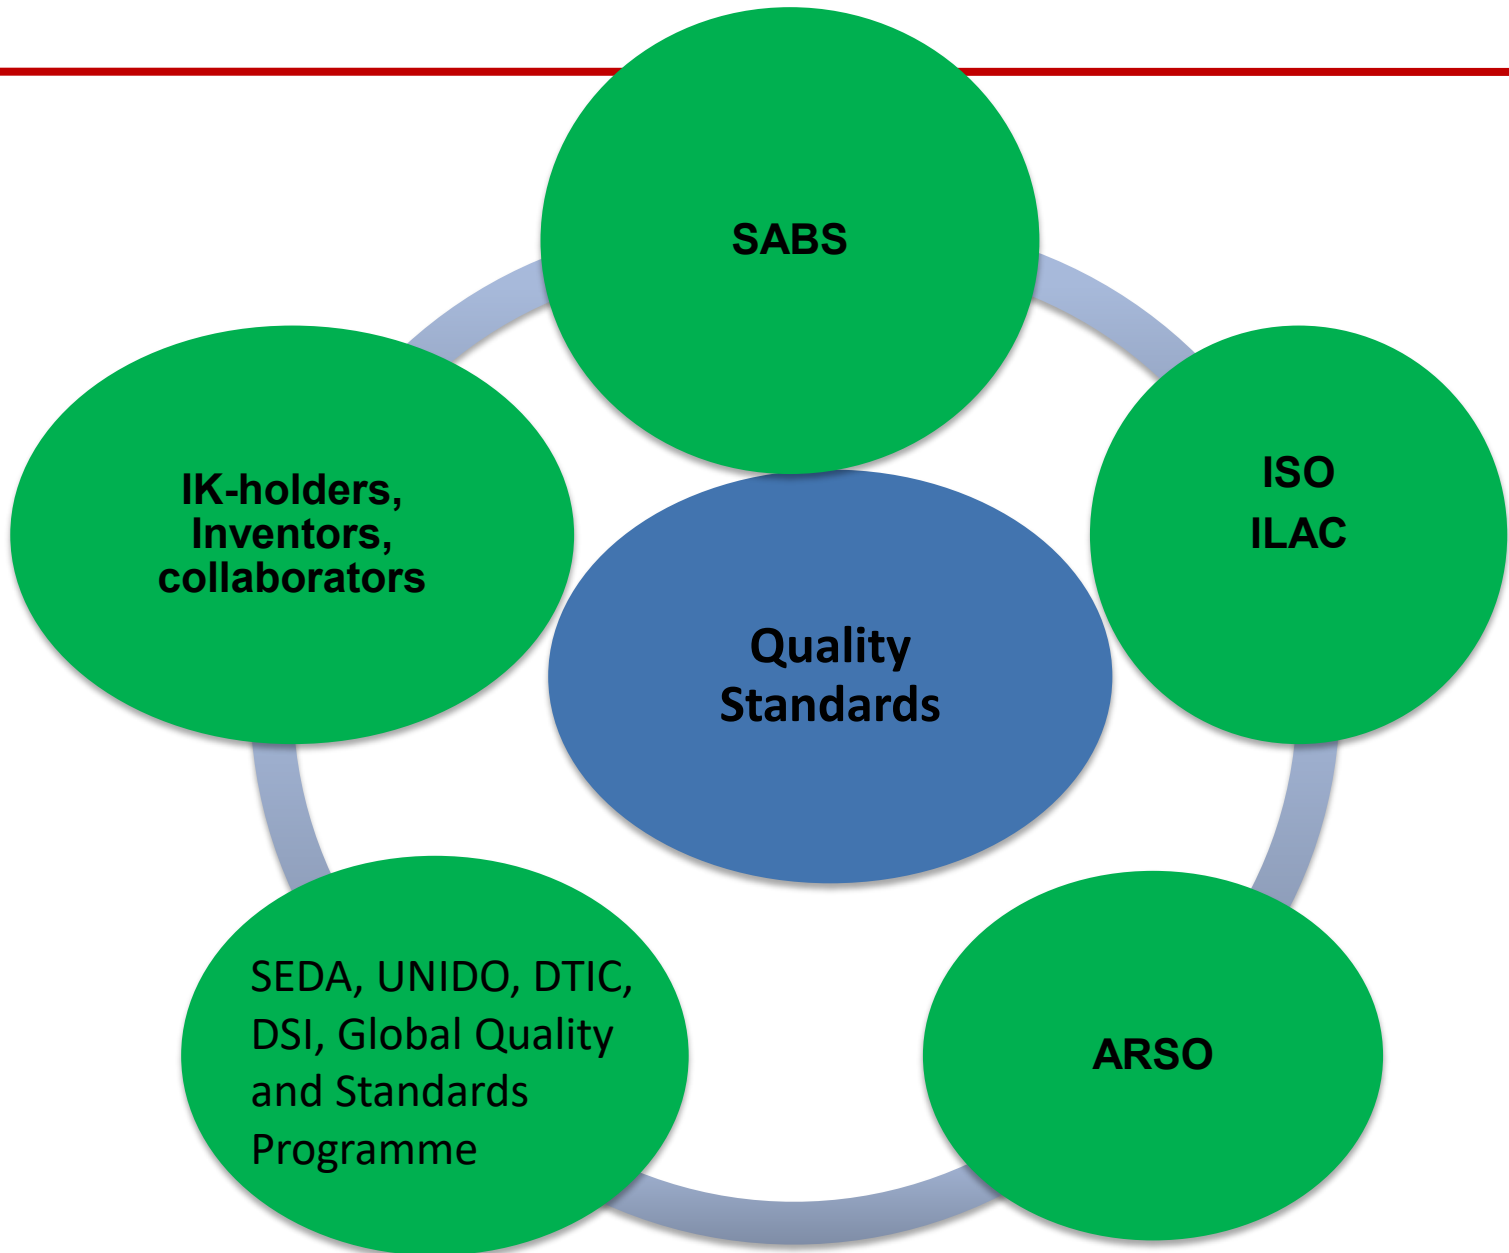 SABS
IK-holders,
Inventors,
collaborators
ISO
ILAC
Quality
Standards
SEDA, UNIDO, DTIC,
DSI, Global Quality
and Standards
Programme
ARSO